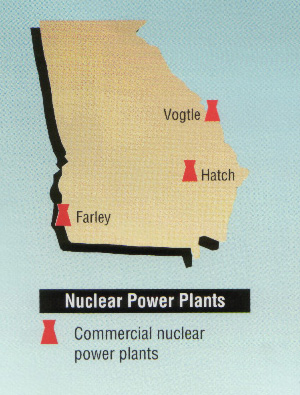 Vogtle
Hatch
Farley
Nuclear Power Plants
Commercial nuclear
power plants